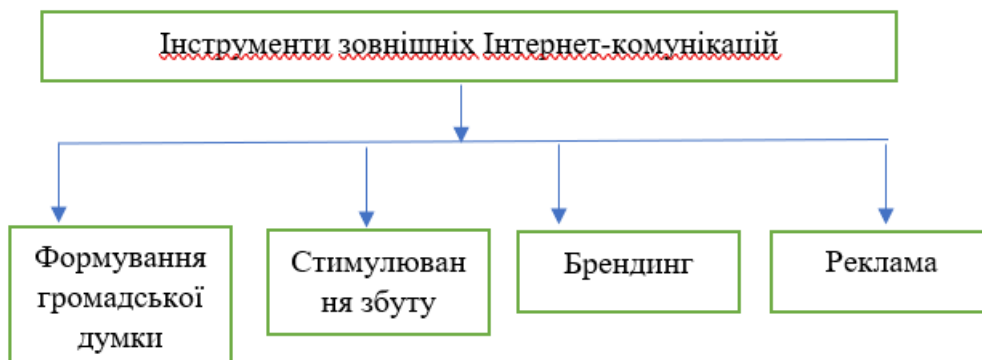 Інструменти зовнішніх Інтернет-комунікацій
Формування
громадської
думки
Стимулюван
ня збуту
Брендинг
Реклама